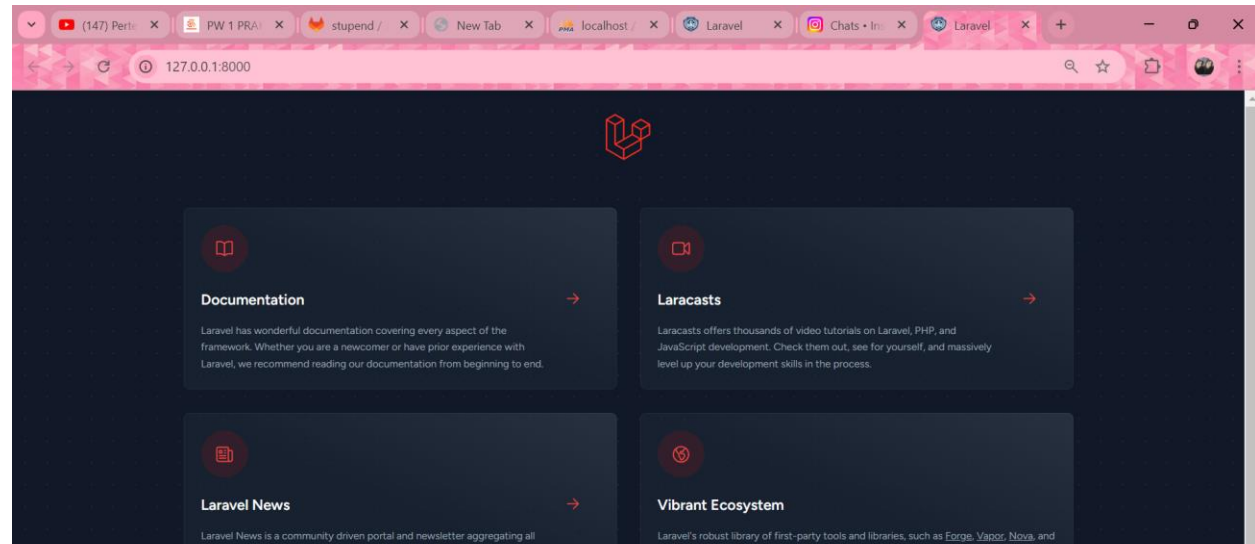 (147) Perte
PW 1 PRA
stupend /
New Tab
localhost /
Laravel
Chats • Ins
Laravel
127.0.0.1:8000
Documentation
Laravel has wonderful documentation covering every aspect of the
framework. Whether you are a newcomer or have prior experience with
Laravel, we recommend reading our documentation from beginning to end.
Laracasts
Laracasts offers thousands of video tutorials on Laravel, PHP, and
JavaScript development. Check them out, see for yourself, and massively
level up your development skills in the process.
Laravel News
Laravel News is a community driven portal and newsletter aggregating all
Vibrant Ecosystem
Laravel's robust library of first-party tools and libraries, such as Forge, Vapor, Nova, and